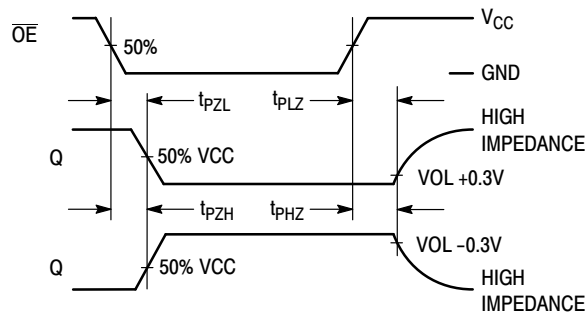 OE
VCC
50%
GND
tPZL
tPLZ
HIGH
IMPEDANCE
Q
50% VCC
VOL +0.3V
tPZH
tPHZ
VOL −0.3V
Q
50% VCC
HIGH
IMPEDANCE